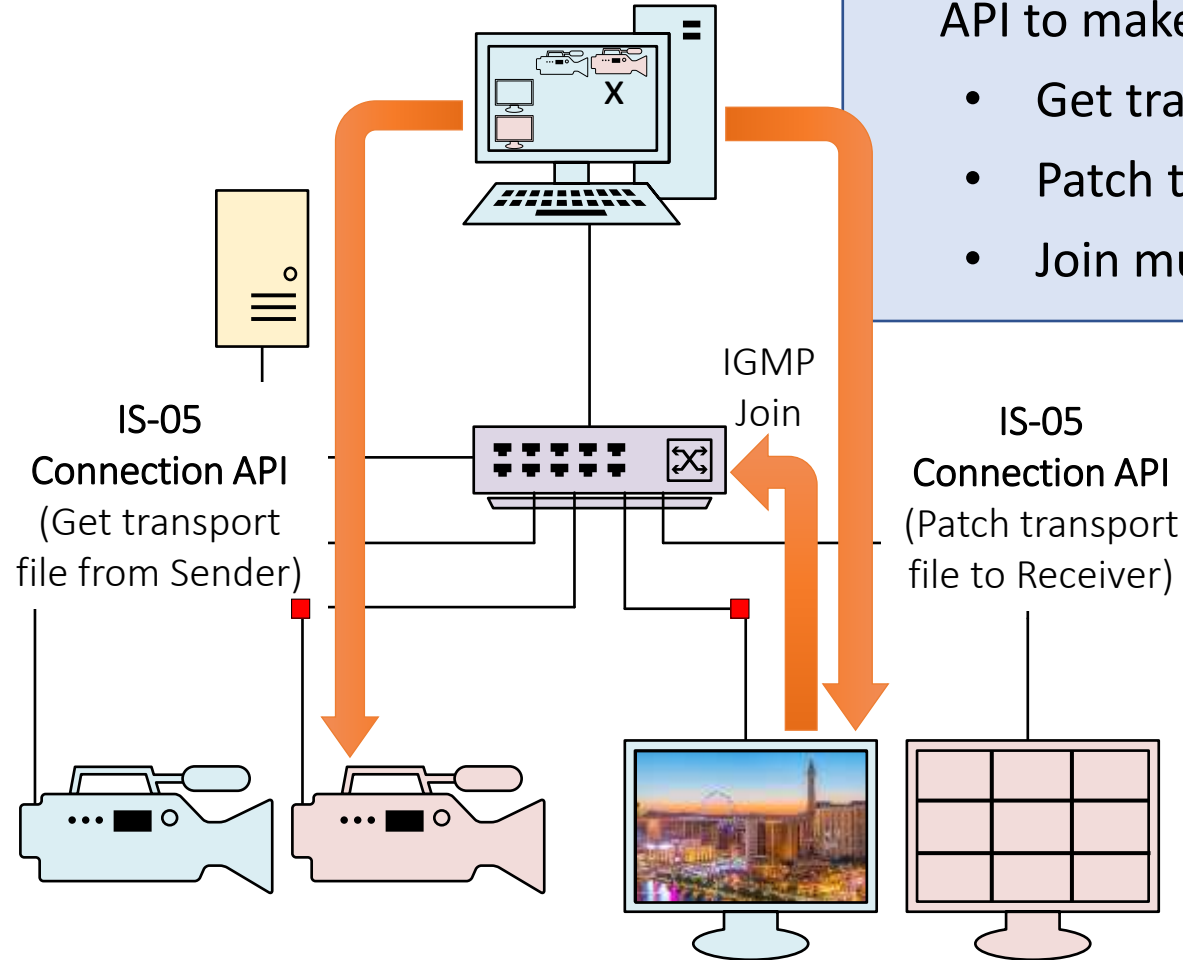 API to make
• Get tra
• Patch t
• Join mu
X
IGMP
Join
IS-05
Connection API
(Get transport
file from Sender)
IS-05
Connection API
(Patch transport
file to Receiver)